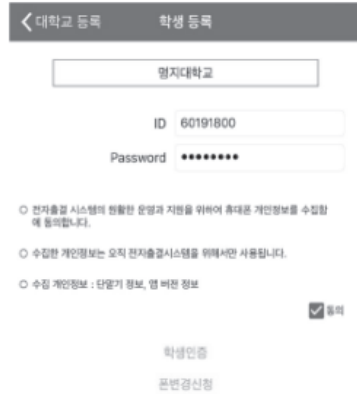 대학교 등록 학생 등록
명지대학교
ID 60191800
Password ••••••••
○ 전자출결 시스템의 원활한 운영과 지원을 위하여 휴대폰 개인정보를 수집함
에 동의합니다.
○ 수집한 개인정보는 오직 전자출결시스템을 위해서만 사용됩니다.
○ 수집 개인정보 : 단말기 정보, 앱 버전 정보
동의
학생인증
폰변경신청